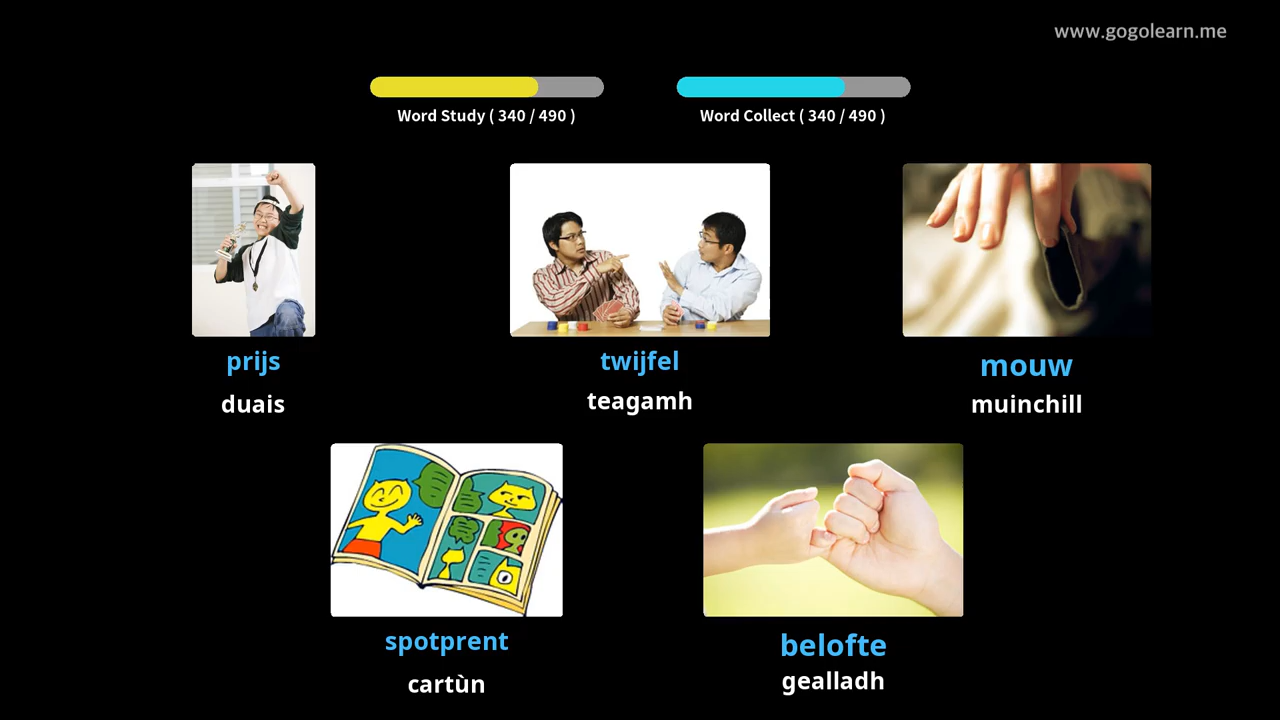 www.gogolearn.me
Word Study ( 340 / 490 )
Word Collect ( 340 / 490 )
prijs
duais
twijfel
teagamh
mouw
muinchill
spotprent
cartùn
belofte
gealladh